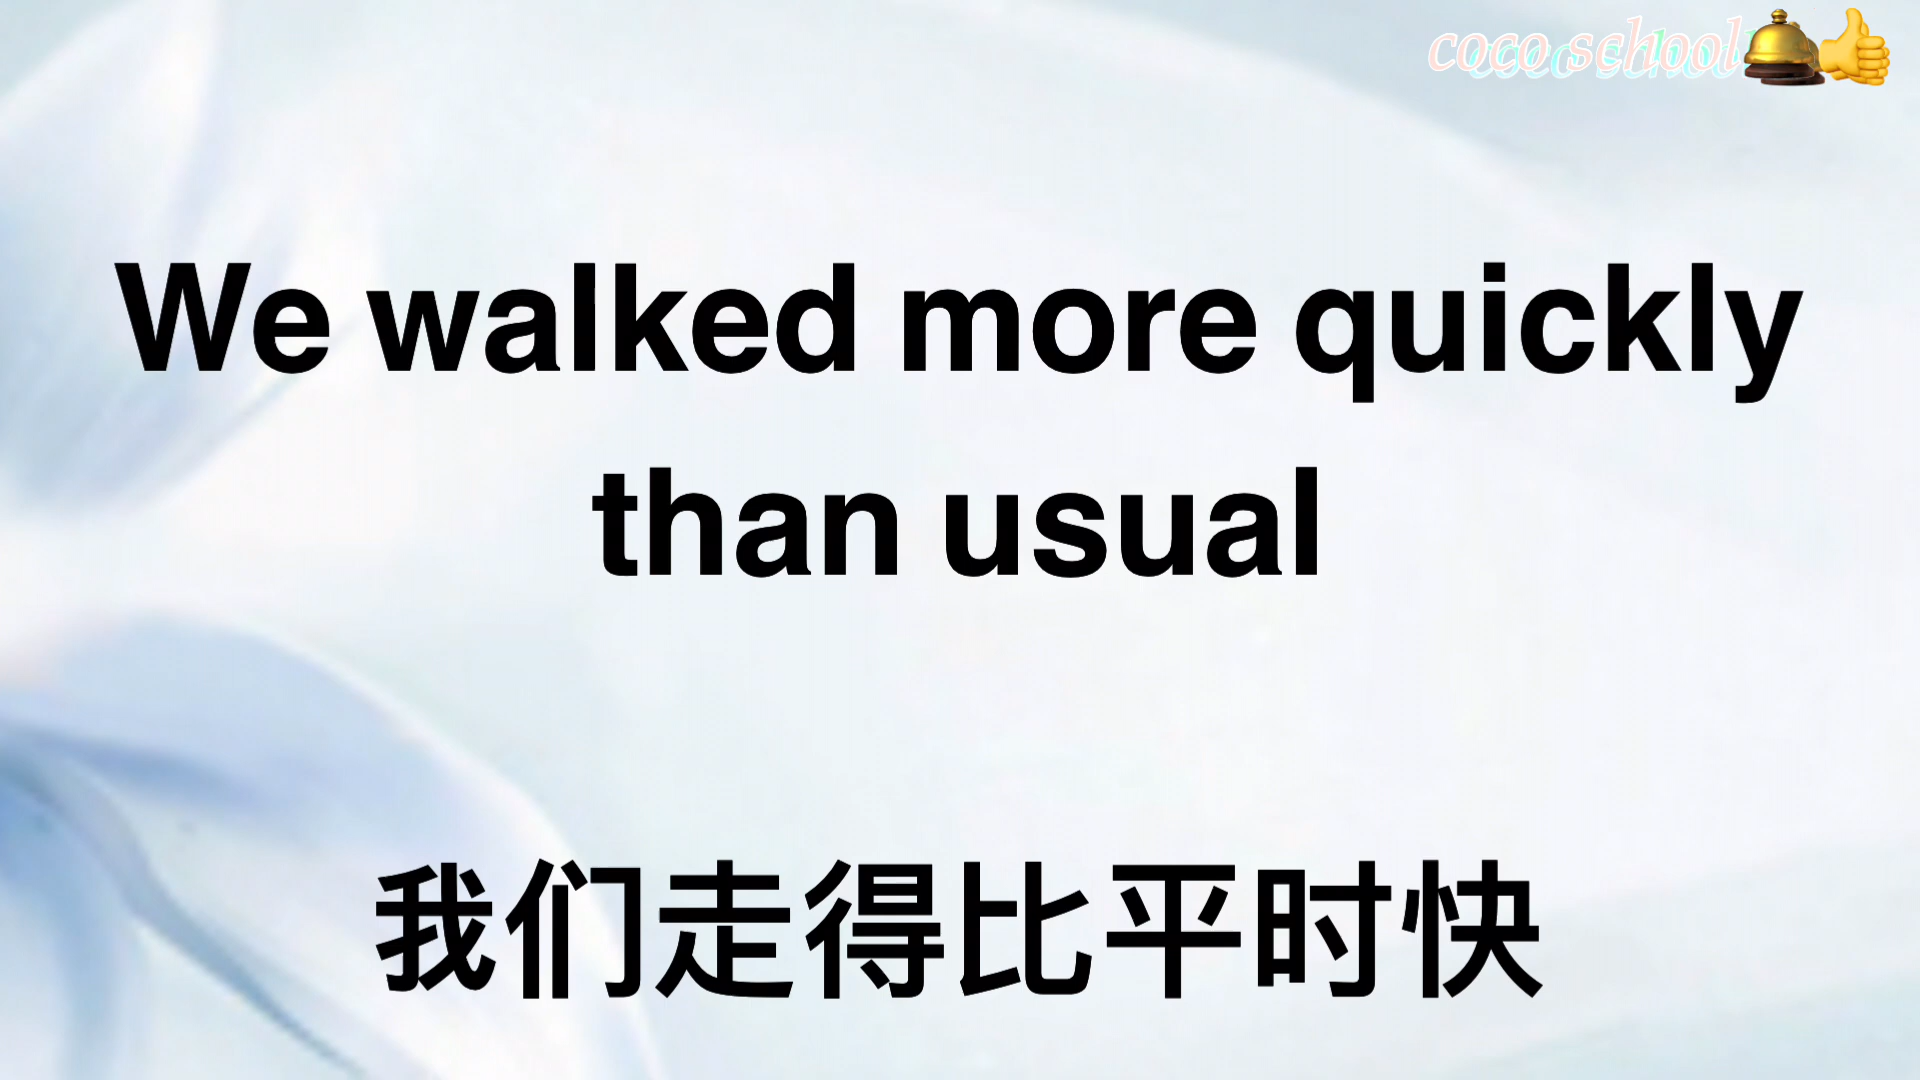 coco school
We walked more quickly
than usual
我们走得比平时快